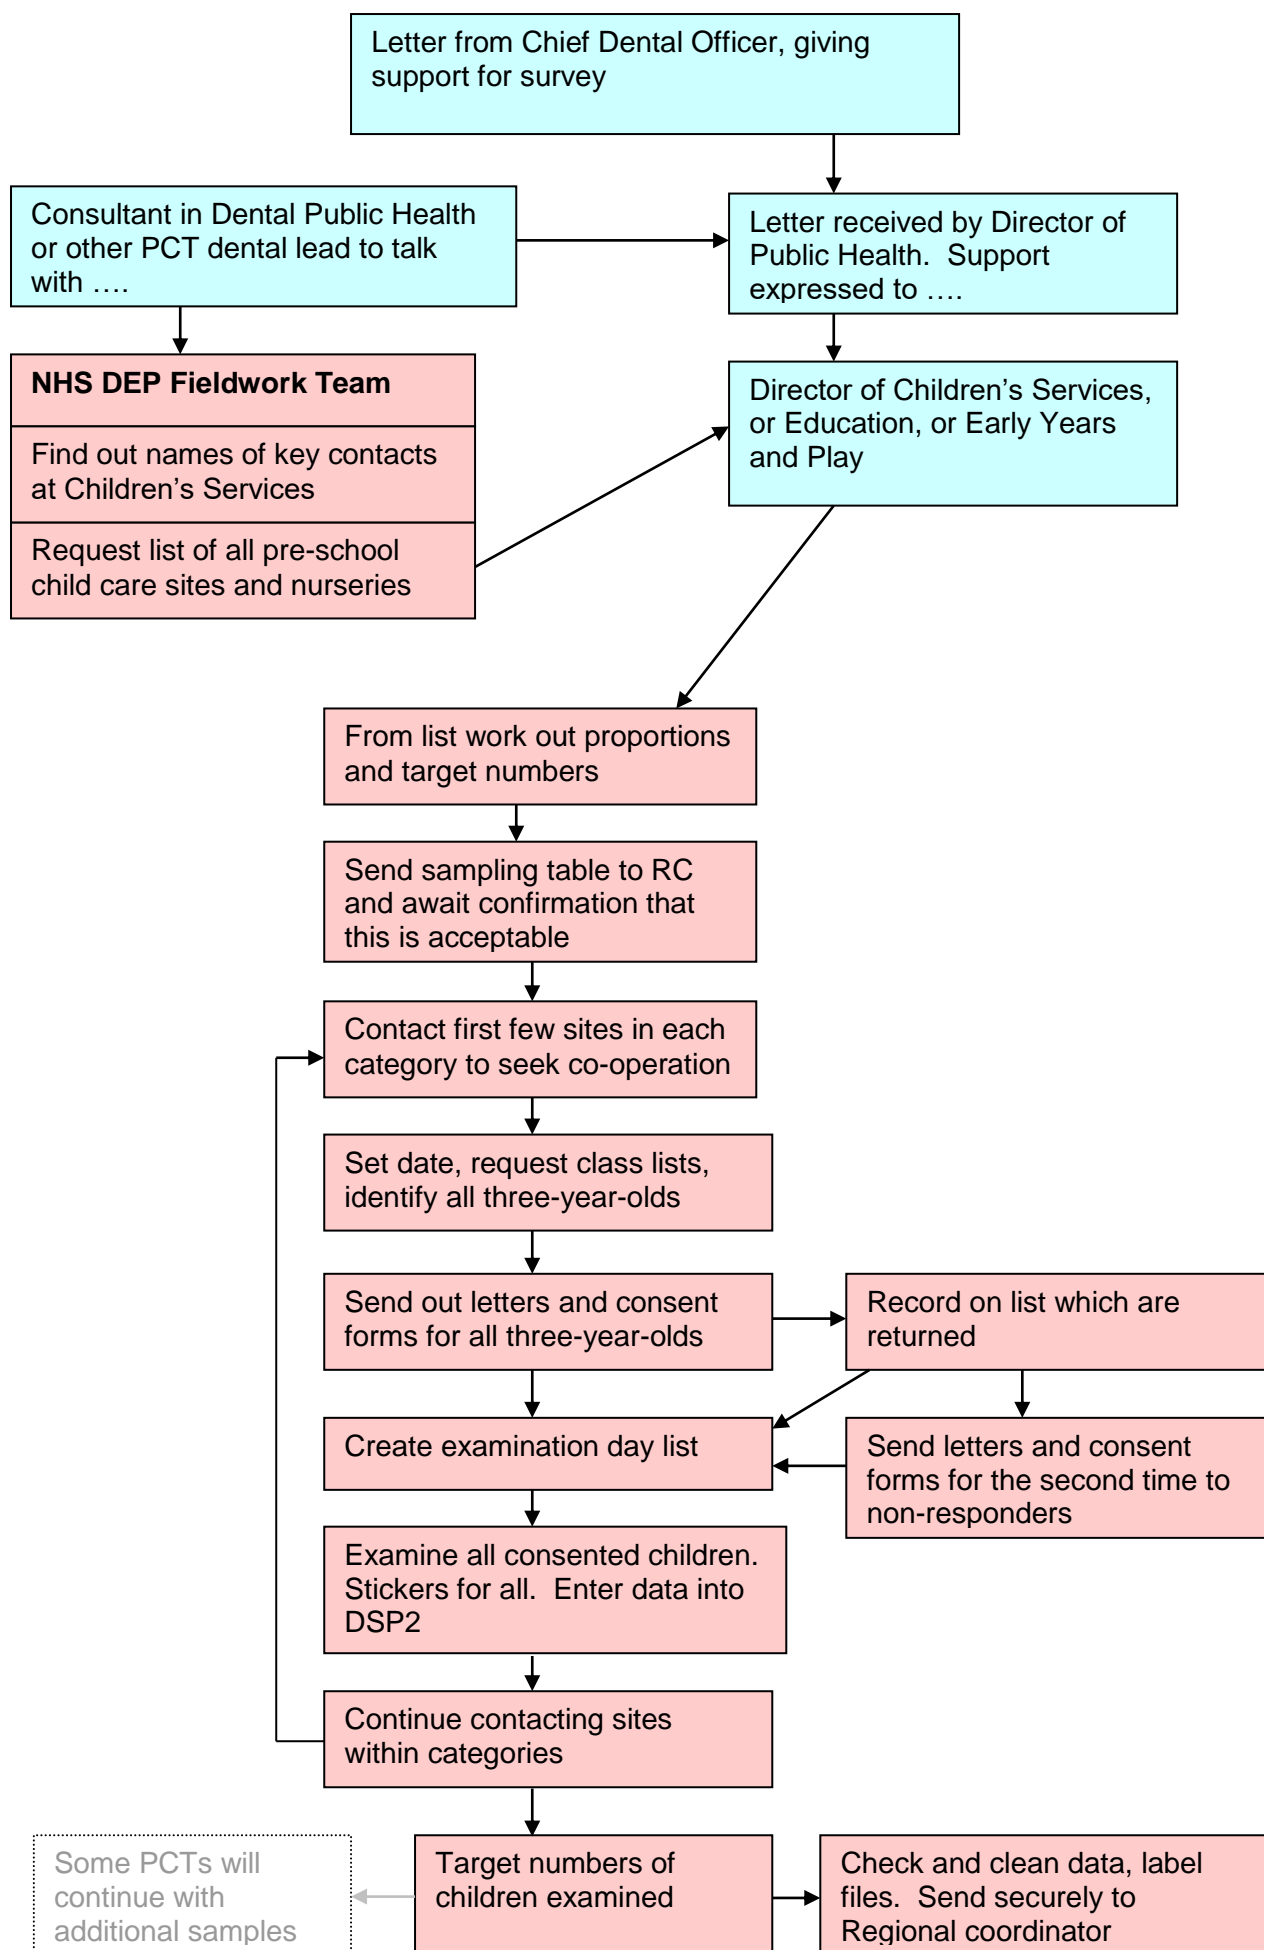 Letter from Chief Dental Officer, giving
support for survey
Consultant in Dental Public Health
or other PCT dental lead to talk
with ....
Letter received by Director of
Public Health.  Support
expressed to ....
NHS DEP Fieldwork Team
Find out names of key contacts
at Children’s Services
Request list of all pre-school
child care sites and nurseries
Director of Children’s Services,
or Education, or Early Years
and Play
From list work out proportions
and target numbers
Send sampling table to RC
and await confirmation that
this is acceptable
Contact first few sites in each
category to seek co-operation
Set date, request class lists,
identify all three-year-olds
Send out letters and consent
forms for all three-year-olds
Record on list which are
returned
Create examination day list
Send letters and consent
forms for the second time to
non-responders
Examine all consented children.
Stickers for all.  Enter data into
DSP2
Continue contacting sites
within categories
Some PCTs will
continue with
additional samples
Target numbers of
children examined
Check and clean data, label
files.  Send securely to
Regional coordinator